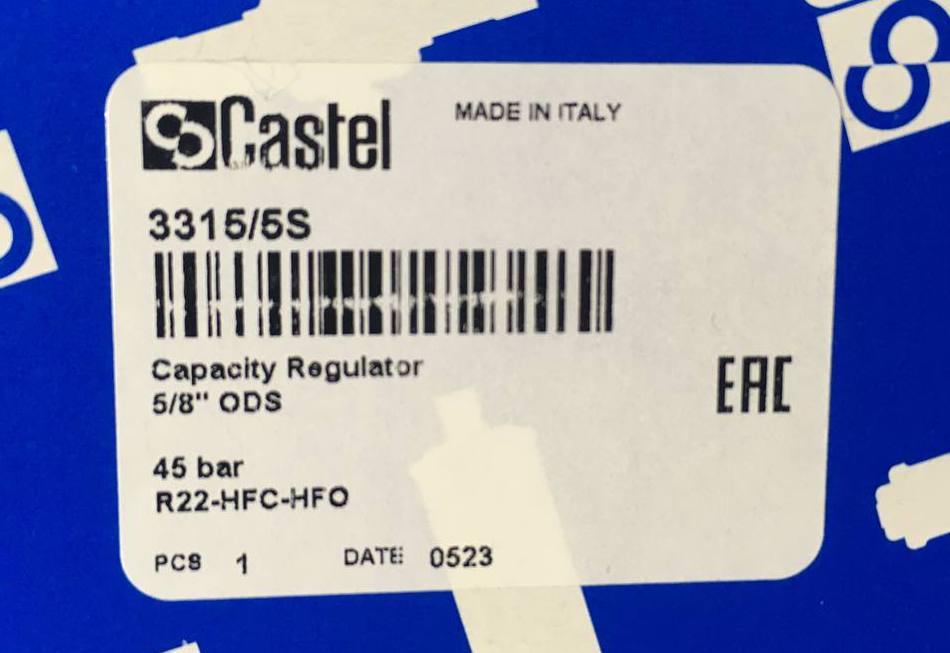 Castel MADE IN ITALY
3315/5S
Capacity Regulator
5/8" ODS
EAC
45 bar
R22-HFC-HFO
PCS 1 DATE: 0523